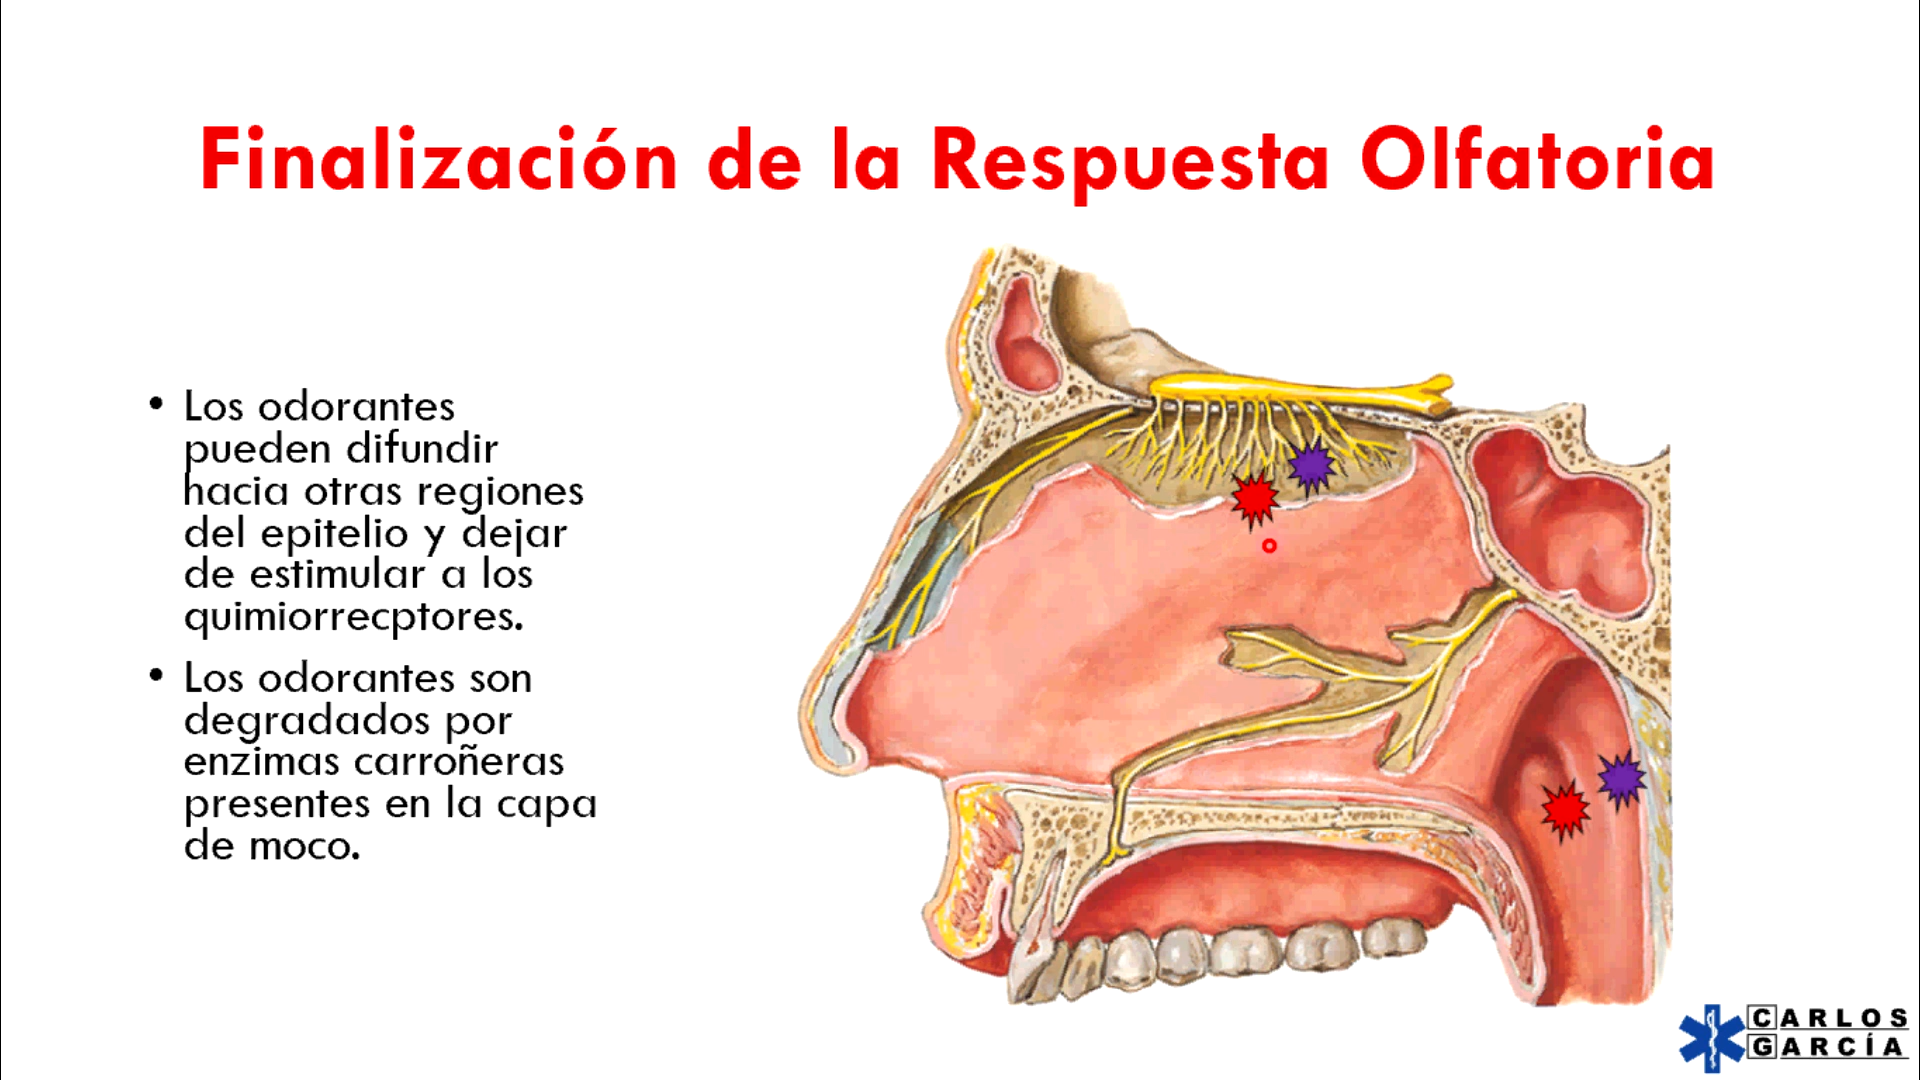 Finalización de la Respuesta Olfatoria
• Los odorantes
pueden difundir
hacia otras regiones
del epitelio y dejar
de estimular a los
quimiorrecptores.
• Los odorantes son
degradados por
enzimas carroñeras
presentes en la capa
de moco.
CARLOS
GARCÍA